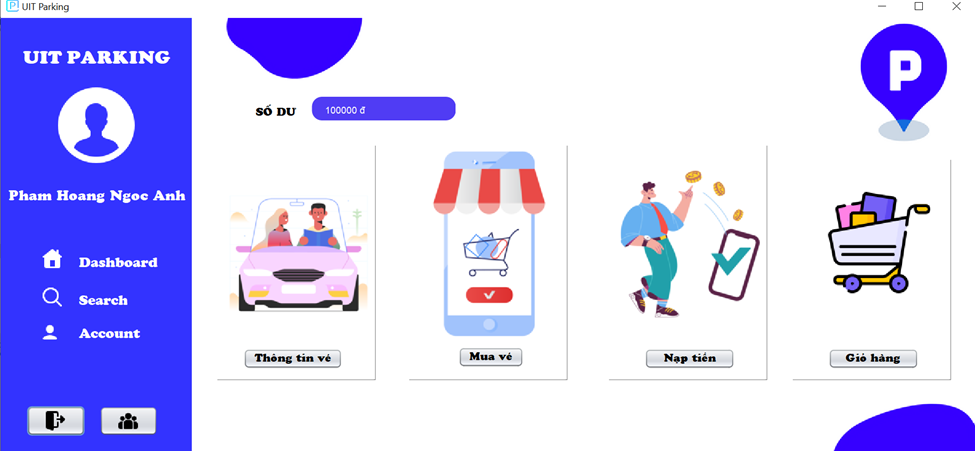 UIT Parking
UIT PARKING
Pham Hoang Ngoc Anh
Dashboard
Search
Account
SỐ DƯ
100000 đ
P
Thông tin vé
Mua vé
Nạp tiền
Giỏ hàng